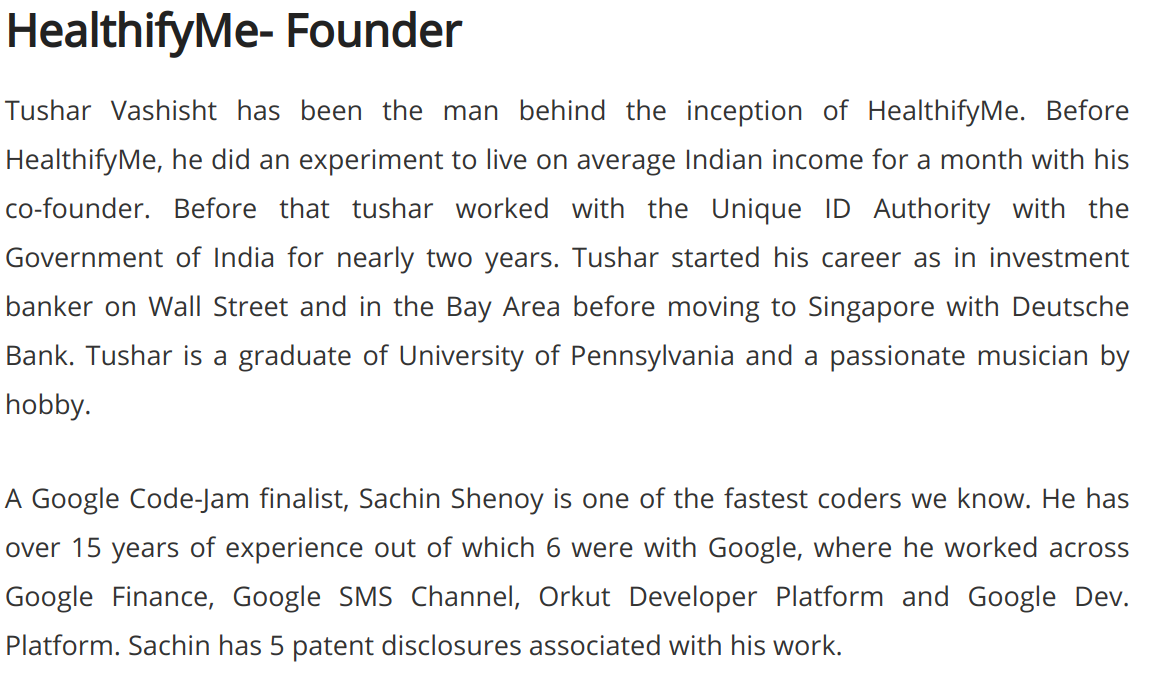 HealthifyMe- Founder
Tushar Vashisht has been the man behind the inception of HealthifyMe. Before
HealthifyMe, he did an experiment to live on average Indian income for a month with his
co-founder. Before that tushar worked with the Unique ID Authority with the
Government of India for nearly two years. Tushar started his career as in investment
banker on Wall Street and in the Bay Area before moving to Singapore with Deutsche
Bank. Tushar is a graduate of University of Pennsylvania and a passionate musician by
hobby.
A Google Code-Jam finalist, Sachin Shenoy is one of the fastest coders we know. He has
over 15 years of experience out of which 6 were with Google, where he worked across
Google Finance, Google SMS Channel, Orkut Developer Platform and Google Dev.
Platform. Sachin has 5 patent disclosures associated with his work.